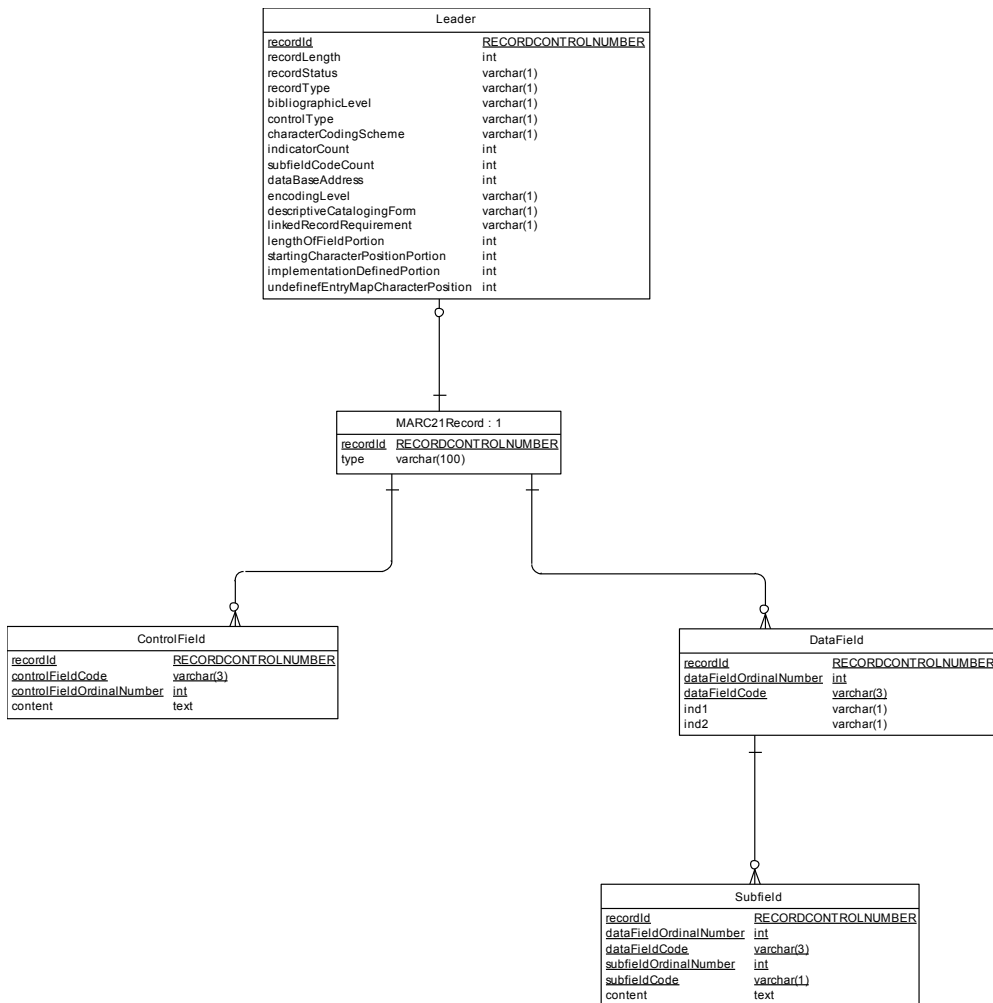 Leader
recordId RECORDCONTROLNUMBER
recordLength int
recordStatus varchar(1)
recordType varchar(1)
bibliographicLevel varchar(1)
controlType varchar(1)
characterCodingScheme varchar(1)
indicatorCount int
subfieldCodeCount int
dataBaseAddress int
encodingLevel varchar(1)
descriptiveCatalogingForm varchar(1)
linkedRecordRequirement varchar(1)
lengthOfFieldPortion int
startingCharacterPositionPortion int
implementationDefinedPortion int
undefinefEntryMapCharacterPosition int
MARC21Record : 1
recordId RECORDCONTROLNUMBER
type varchar(100)
ControlField
recordId RECORDCONTROLNUMBER
controlFieldCode varchar(3)
controlFieldOrdinalNumber int
content text
DataField
recordId RECORDCONTROLNUMBER
dataFieldOrdinalNumber int
dataFieldCode varchar(3)
ind1 varchar(1)
ind2 varchar(1)
Subfield
recordId RECORDCONTROLNUMBER
dataFieldOrdinalNumber int
dataFieldCode varchar(3)
subfieldOrdinalNumber int
subfieldCode varchar(1)
content text